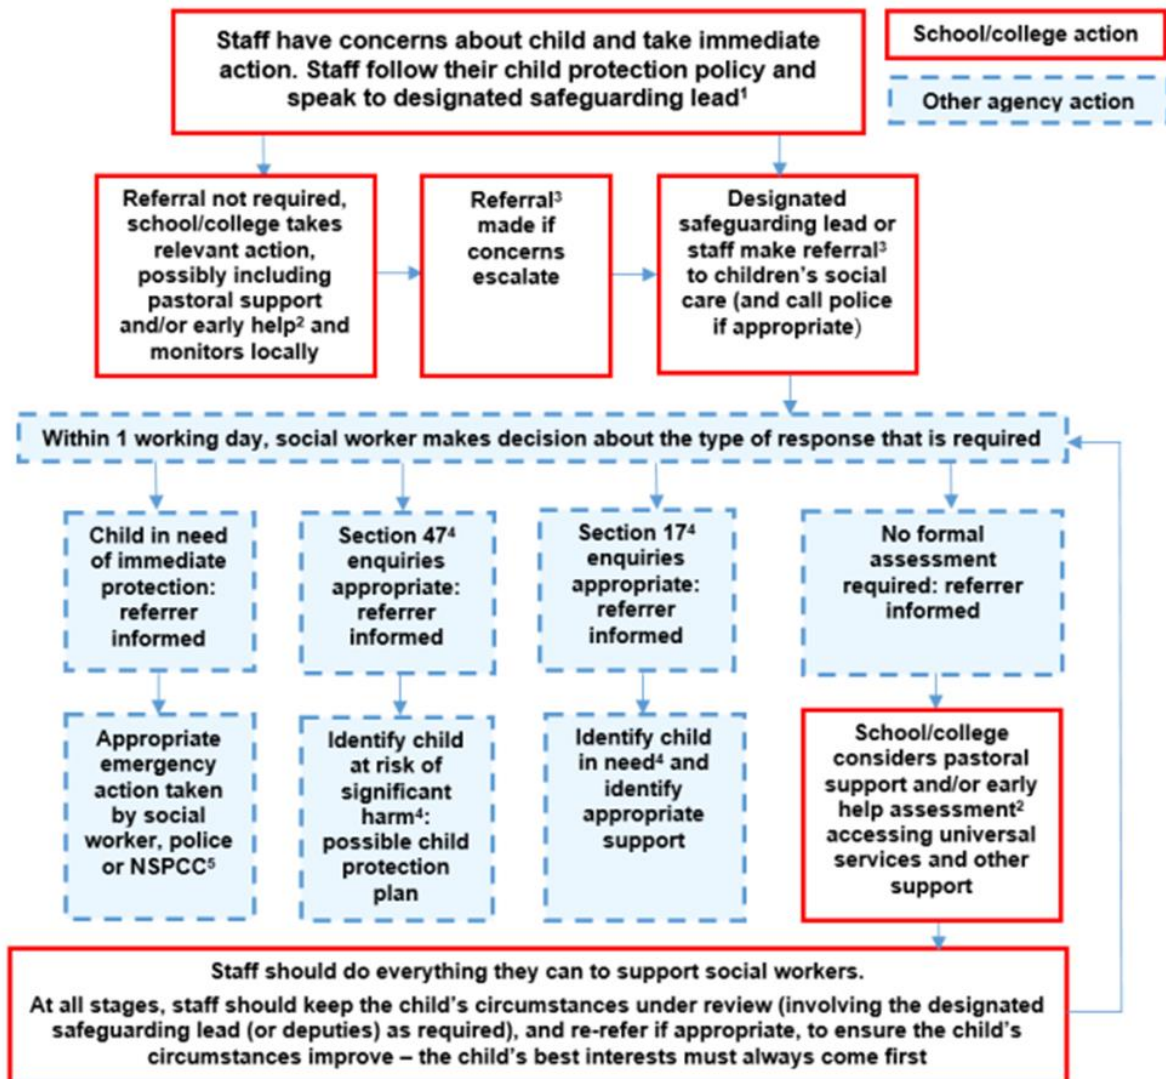 Staff have concerns about child and take immediate
action. Staff follow their child protection policy and
speak to designated safeguarding lead¹
School/college action
Other agency action
Referral not required,
school/college takes
relevant action,
possibly including
pastoral support
and/or early help² and
monitors locally
Referral³
made if
concerns
escalate
Designated
safeguarding lead or
staff make referral³
to children's social
care (and call police
if appropriate)
Within 1 working day, social worker makes decision about the type of response that is required
Child in need
of immediate
protection:
referrer
informed
Section 47⁴
enquiries
appropriate:
referrer
informed
Section 17⁴
enquiries
appropriate:
referrer
informed
No formal
assessment
required: referrer
informed
Appropriate
emergency
action taken
by social
worker, police
or NSPCC⁵
Identify child
at risk of
significant
harm⁴:
possible child
protection
plan
Identify child
in need⁴ and
identify
appropriate
support
School/college
considers pastoral
support and/or early
help assessment²
accessing universal
services and other
support
Staff should do everything they can to support social workers.
At all stages, staff should keep the child's circumstances under review (involving the designated
safeguarding lead (or deputies) as required), and re-refer if appropriate, to ensure the child's
circumstances improve – the child's best interests must always come first